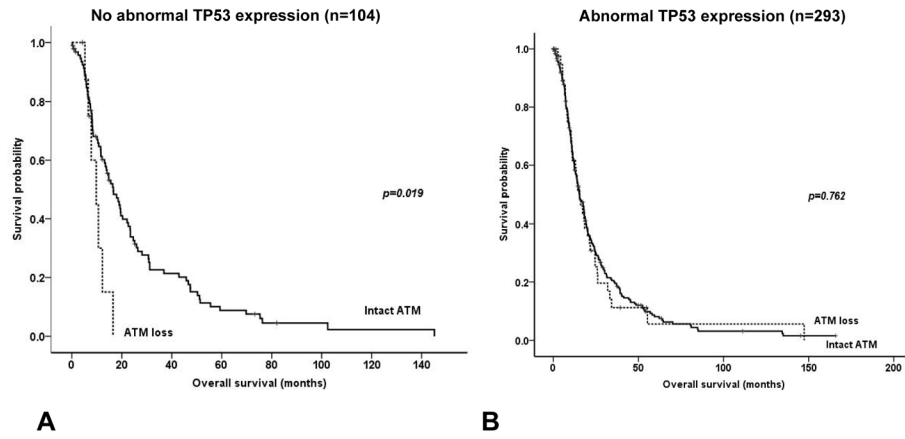 No abnormal TP53 expression (n=104)
1.0
0.8
0.6
0.4
0.2
0.0
Survival probability
p=0.019
Intact ATM
ATM loss
0
20
40
60
80
100
120
140
Overall survival (months)
A
Abnormal TP53 expression (n=293)
1.0
0.8
0.6
0.4
0.2
0.0
Survival probability
p=0.762
ATM loss
Intact ATM
0
50
100
150
200
Overall survival (months)
B